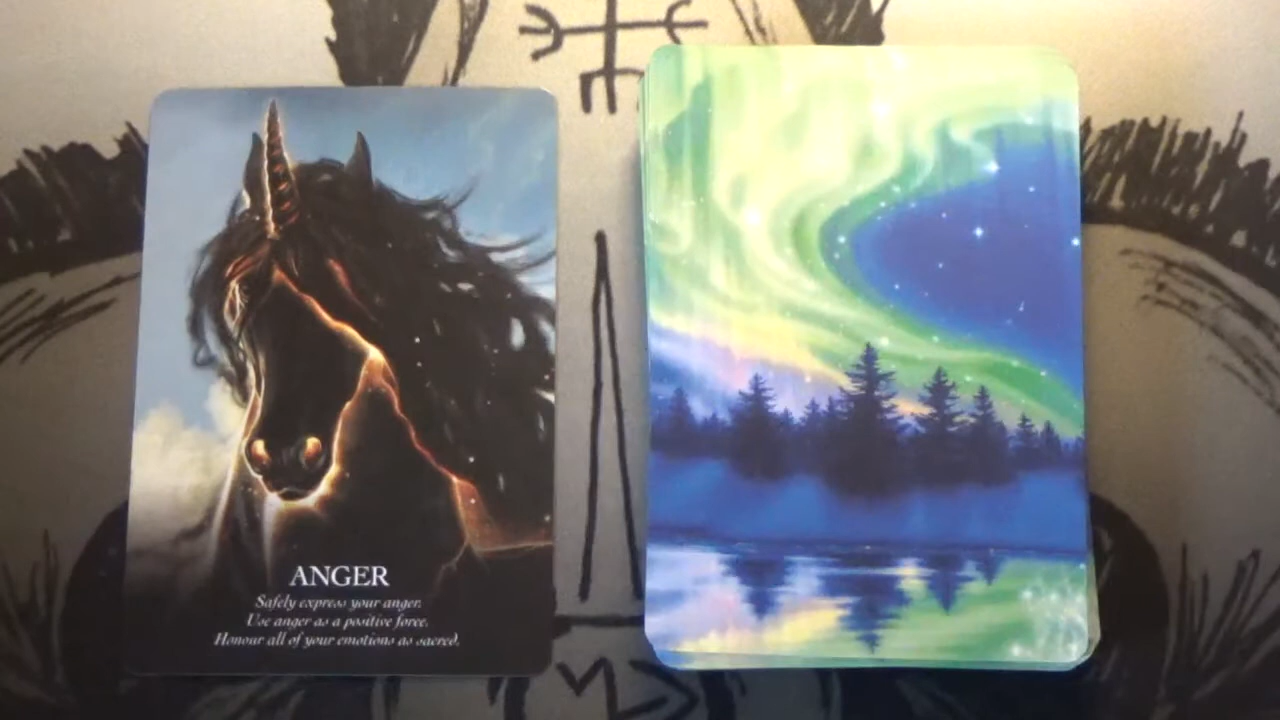 ANGER
Safely express your anger.
Use anger as a positive force.
Honour all of your emotions as sacred.